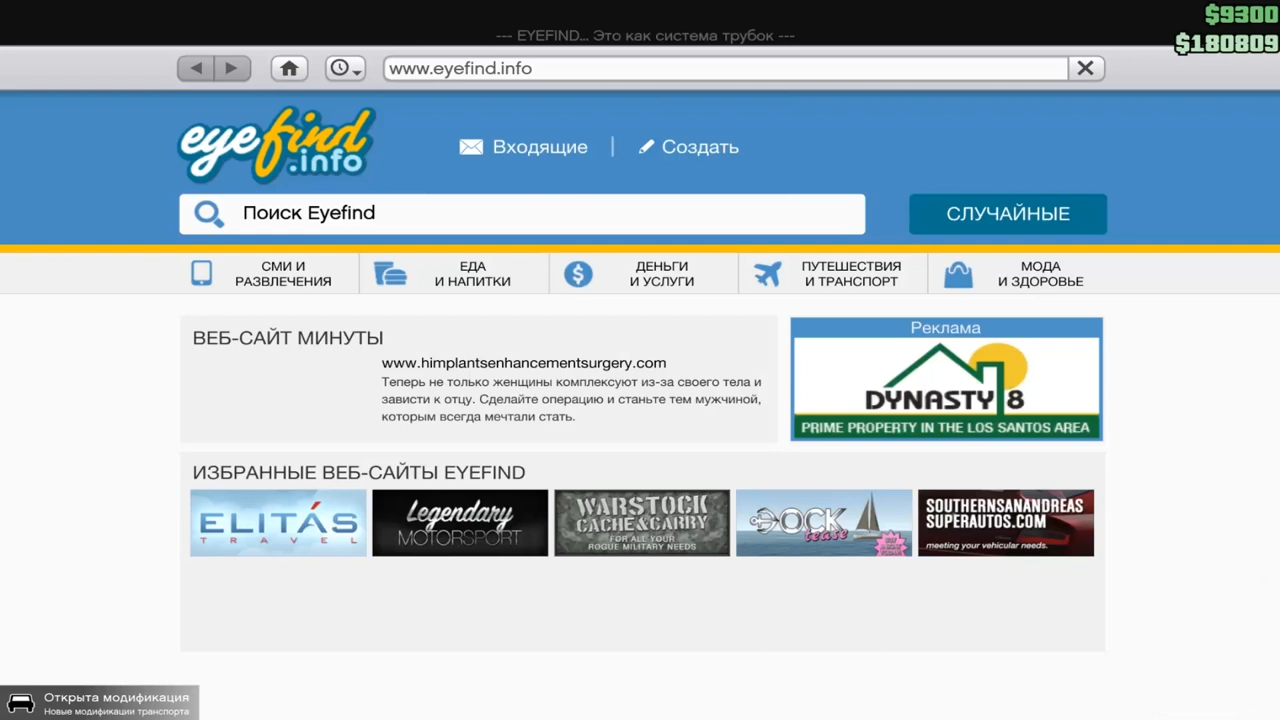 $9300
--- EYEFIND... Это как система трубок ---
$180809
www.eyefind.info
eyefind
.info
Входящие
Создать
Поиск Eyefind
СЛУЧАЙНЫЕ
СМИ И
РАЗВЛЕЧЕНИЯ
ЕДА
И НАПИТКИ
ДЕНЬГИ
И УСЛУГИ
ПУТЕШЕСТВИЯ
И ТРАНСПОРТ
МОДА
И ЗДОРОВЬЕ
ВЕБ-САЙТ МИНУТЫ
www.himplantsenhancementsurgery.com
Теперь не только женщины комплексуют из-за своего тела и
зависти к отцу. Сделайте операцию и станьте тем мужчиной,
которым всегда мечтали стать.
Реклама
DYNASTY 8
PRIME PROPERTY IN THE LOS SANTOS AREA
ИЗБРАННЫЕ ВЕБ-САЙТЫ EYEFIND
ELITÁS
TRAVEL
Legendary
MOTORSPORT
WARSTOCK
CACHE&CARRY
FOR ALL YOUR
ROGUE MILITARY NEEDS
DOCK
tease
SOUTHERNSANANDREAS
SUPERAUTOS.COM
meeting your vehicular needs.
Открыта модификация
Новые модификации транспорта